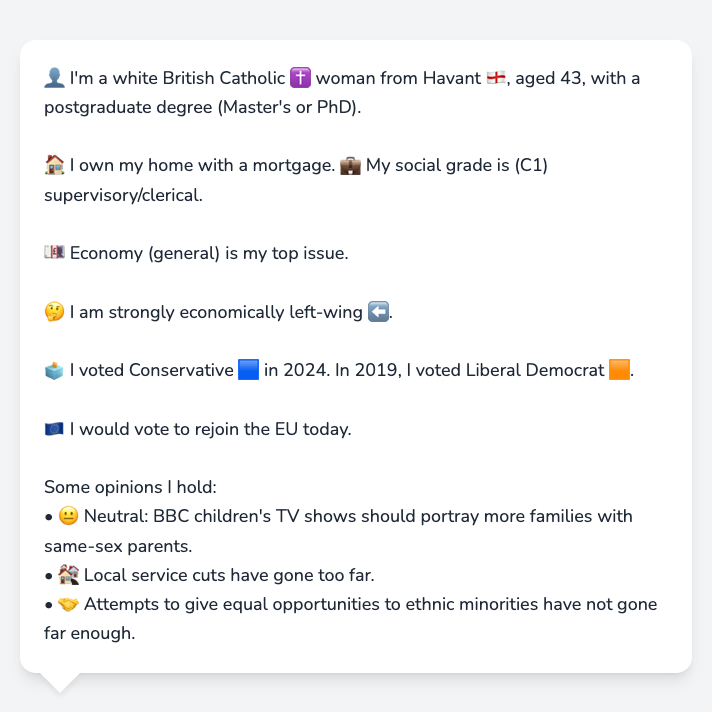 👤 I'm a white British Catholic ✝️ woman from Havant 🏴󠁧󠁢󠁥󠁮󠁧󠁿, aged 43, with a
postgraduate degree (Master's or PhD).
🏠 I own my home with a mortgage. 💼 My social grade is (C1)
supervisory/clerical.
💷 Economy (general) is my top issue.
🤔 I am strongly economically left-wing ⬅️.
🗳️ I voted Conservative 🟦 in 2024. In 2019, I voted Liberal Democrat 🟧.
🇪🇺 I would vote to rejoin the EU today.
Some opinions I hold:
• 😐 Neutral: BBC children's TV shows should portray more families with
same-sex parents.
• 🏚️ Local service cuts have gone too far.
• 🤝 Attempts to give equal opportunities to ethnic minorities have not gone
far enough.